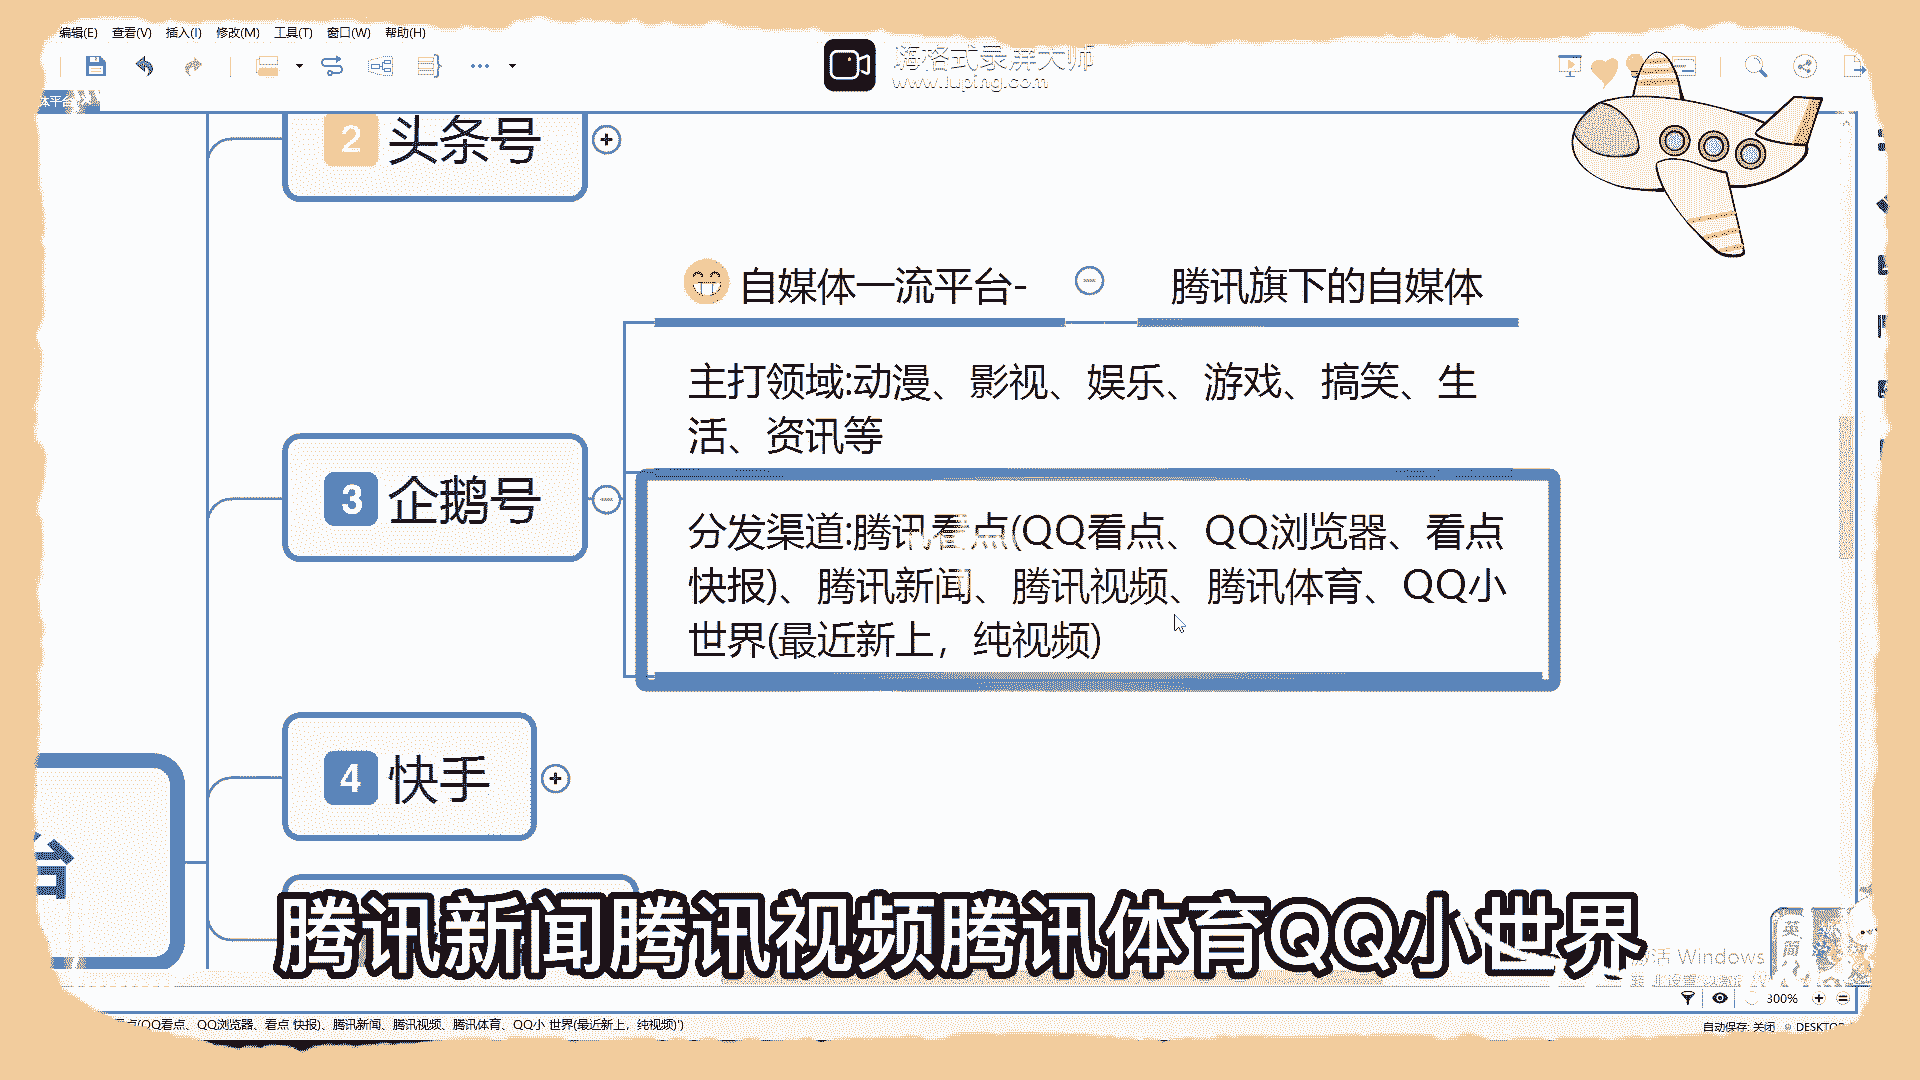 编辑(E) 查看(V) 插入(I) 修改(M) 工具(T) 窗口(W) 帮助(H)
嗨格式录屏大师
www.luping.com
体平台
2 头条号
自媒体一流平台-
腾讯旗下的自媒体
主打领域:动漫、影视、娱乐、游戏、搞笑、生
活、资讯等
3 企鹅号
分发渠道:腾讯看点(QQ看点、QQ浏览器、看点
快报)、腾讯新闻、腾讯视频、腾讯体育、QQ小
世界(最近新上，纯视频)
4 快手
台
腾讯新闻腾讯视频腾讯体育QQ小世界
活 Windows
300%
点(QQ看点、QQ浏览器、看点 快报)、腾讯新闻、腾讯视频、腾讯体育、QQ小 世界(最近新上，纯视频)')
自动保存: 关闭 DESKTOP